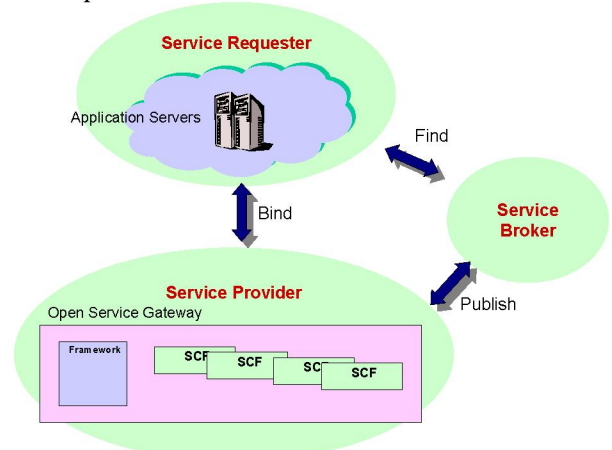 Service Requester
Application Servers
Find
Bind
Service
Broker
Service Provider
Publish
Open Service Gateway
Framework
SCF
SCF
SCF
SCF